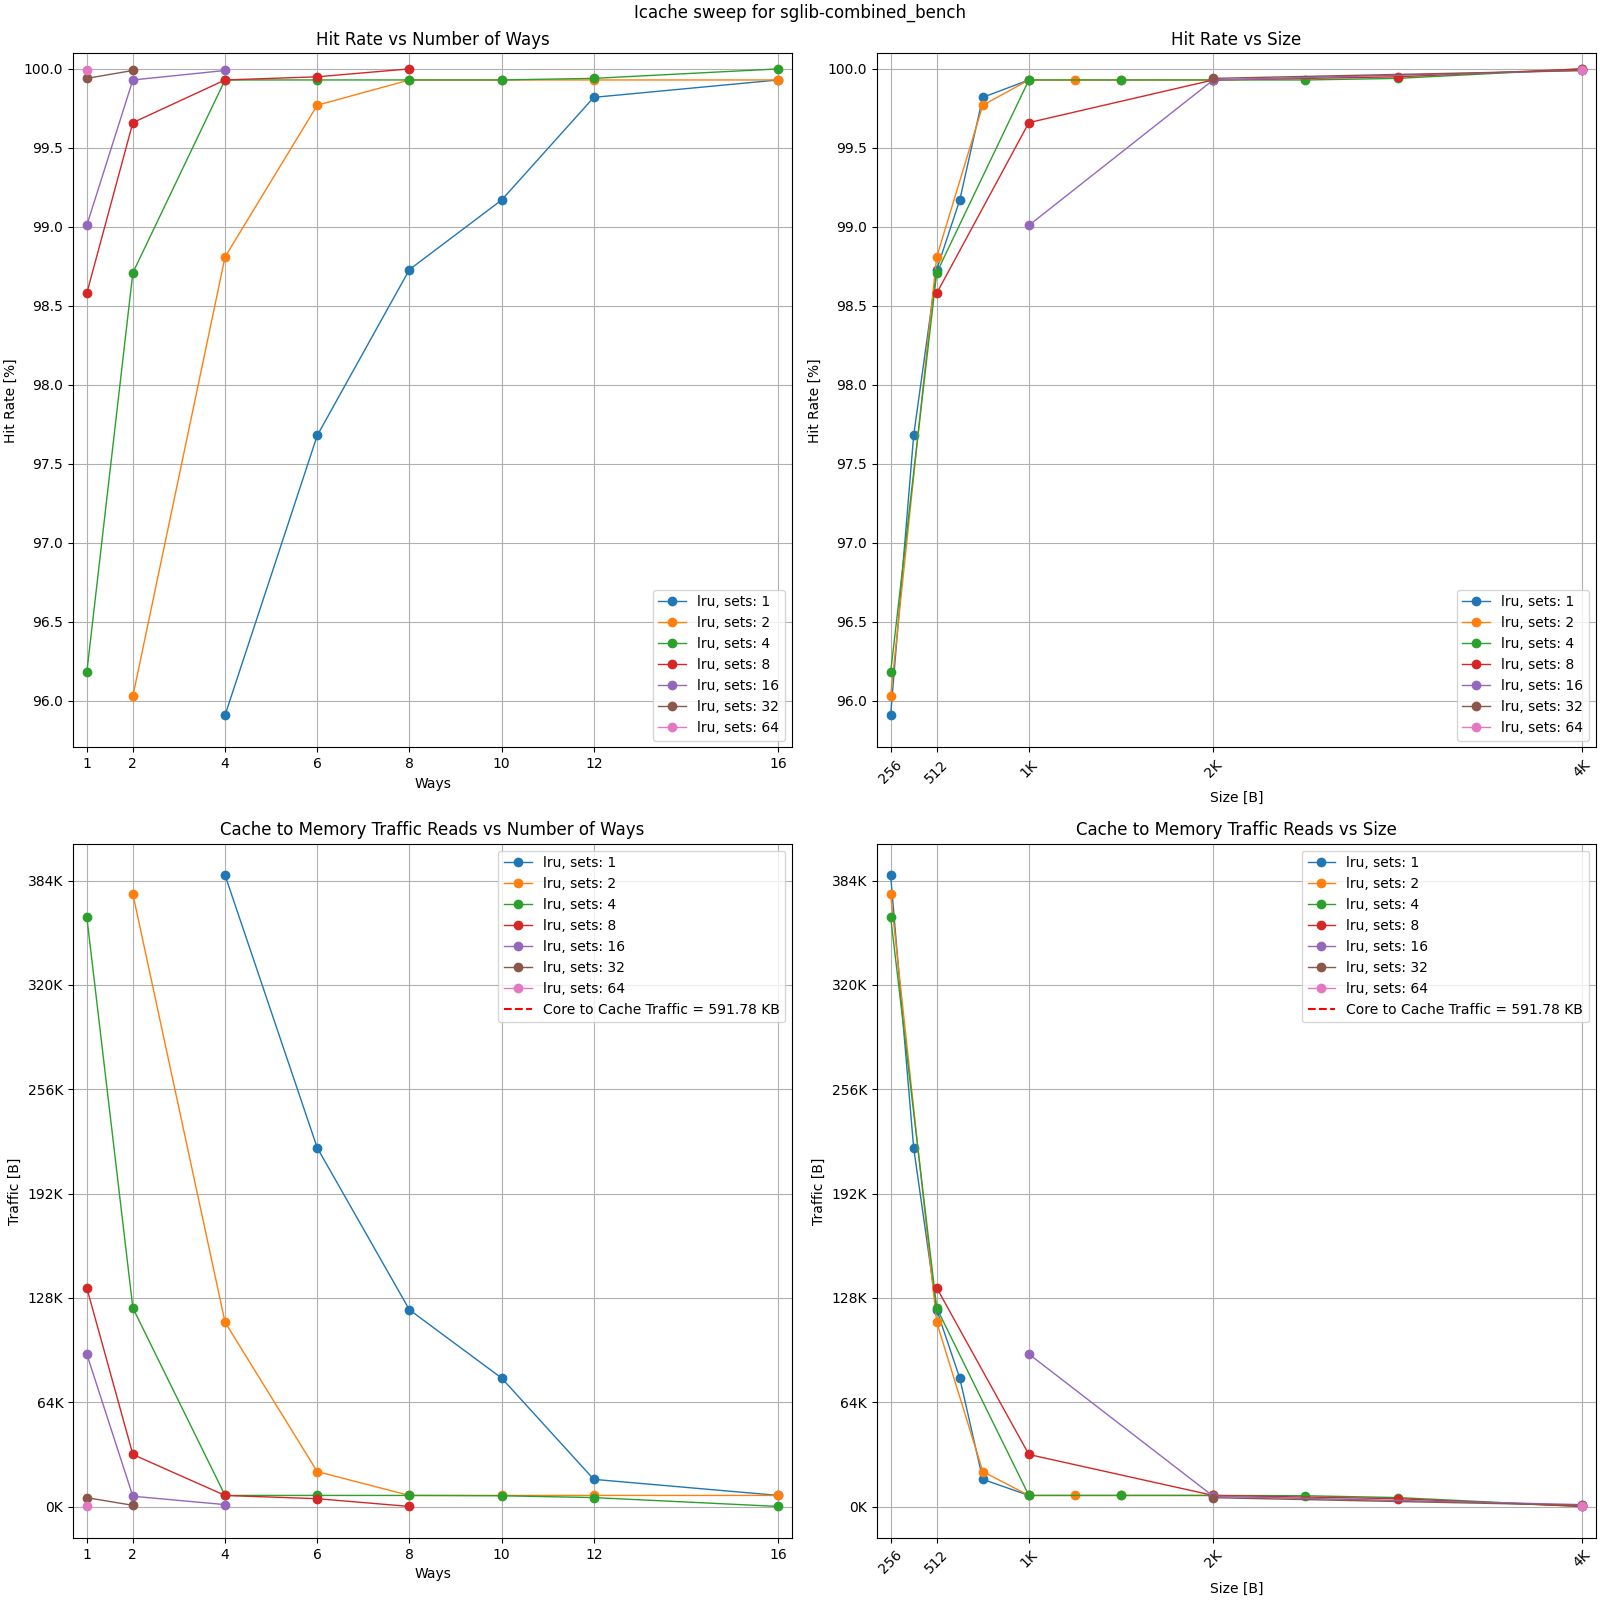 Icache sweep for sglib-combined_bench
Hit Rate vs Number of Ways
100.0
99.5
99.0
98.5
98.0
97.5
97.0
96.5
96.0
Hit Rate [%]
1 2 4 6 8 10 12 16
Ways
lru, sets: 1
lru, sets: 2
lru, sets: 4
lru, sets: 8
lru, sets: 16
lru, sets: 32
lru, sets: 64
Hit Rate vs Size
100.0
99.5
99.0
98.5
98.0
97.5
97.0
96.5
96.0
Hit Rate [%]
256 512 1K 2K 4K
Size [B]
lru, sets: 1
lru, sets: 2
lru, sets: 4
lru, sets: 8
lru, sets: 16
lru, sets: 32
lru, sets: 64
Cache to Memory Traffic Reads vs Number of Ways
384K
320K
256K
192K
128K
64K
0K
Traffic [B]
1 2 4 6 8 10 12 16
Ways
lru, sets: 1
lru, sets: 2
lru, sets: 4
lru, sets: 8
lru, sets: 16
lru, sets: 32
lru, sets: 64
Core to Cache Traffic = 591.78 KB
Cache to Memory Traffic Reads vs Size
384K
320K
256K
192K
128K
64K
0K
Traffic [B]
256 512 1K 2K 4K
Size [B]
lru, sets: 1
lru, sets: 2
lru, sets: 4
lru, sets: 8
lru, sets: 16
lru, sets: 32
lru, sets: 64
Core to Cache Traffic = 591.78 KB